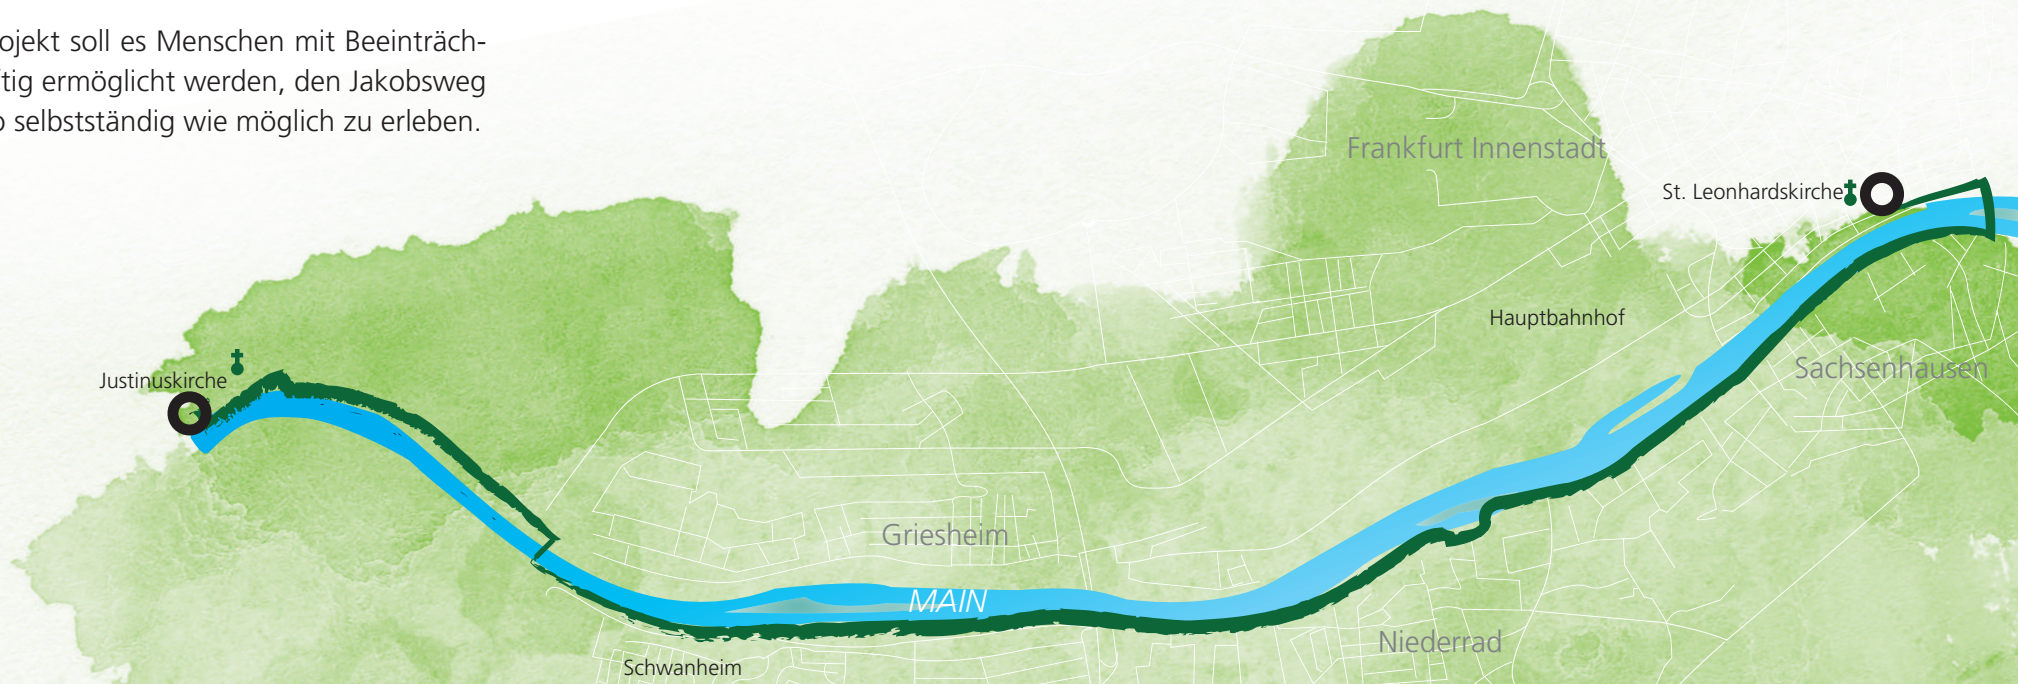 ojekt soll es Menschen mit Beeinträch-
tig ermöglicht werden, den Jakobsweg
o selbstständig wie möglich zu erleben.
Frankfurt Innenstadt
St. Leonhardskirche
Hauptbahnhof
Sachsenhausen
Justinuskirche
Griesheim
MAIN
Niederrad
Schwanheim